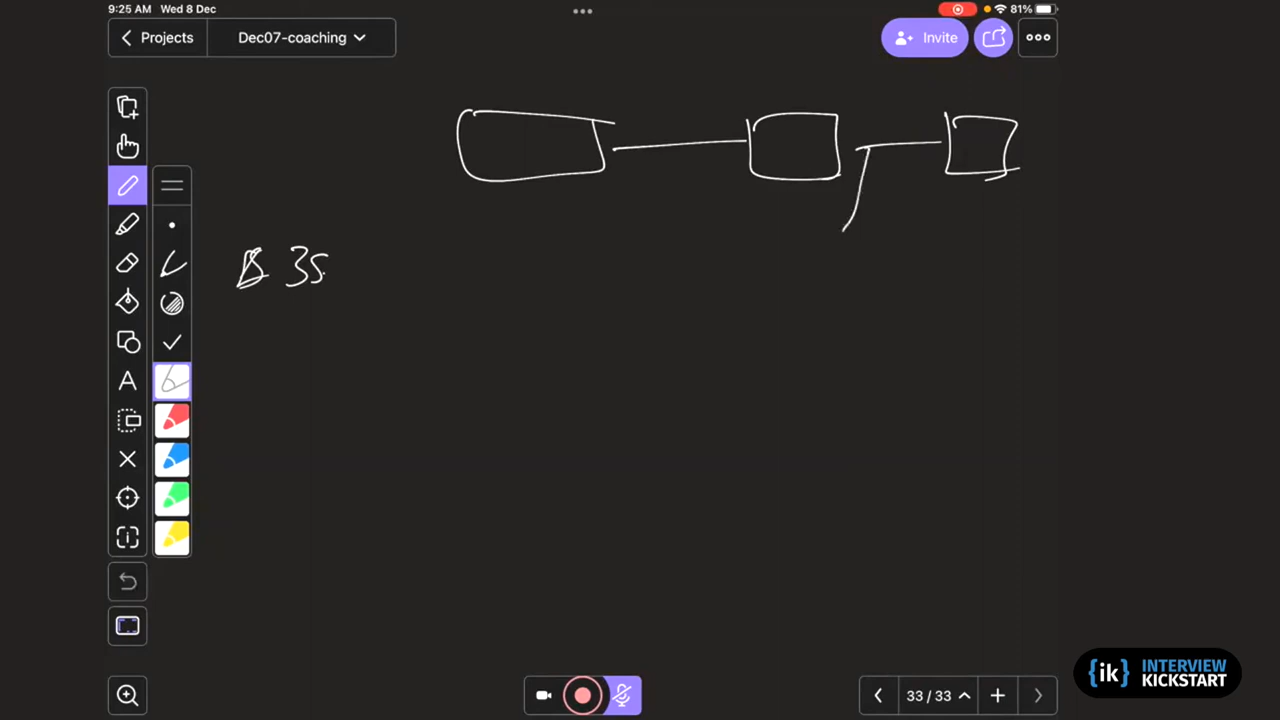 9:25 AM Wed 8 Dec
81%
Projects
Dec07-coaching
Invite
A
35
33 / 33
{ik} INTERVIEW KICKSTART